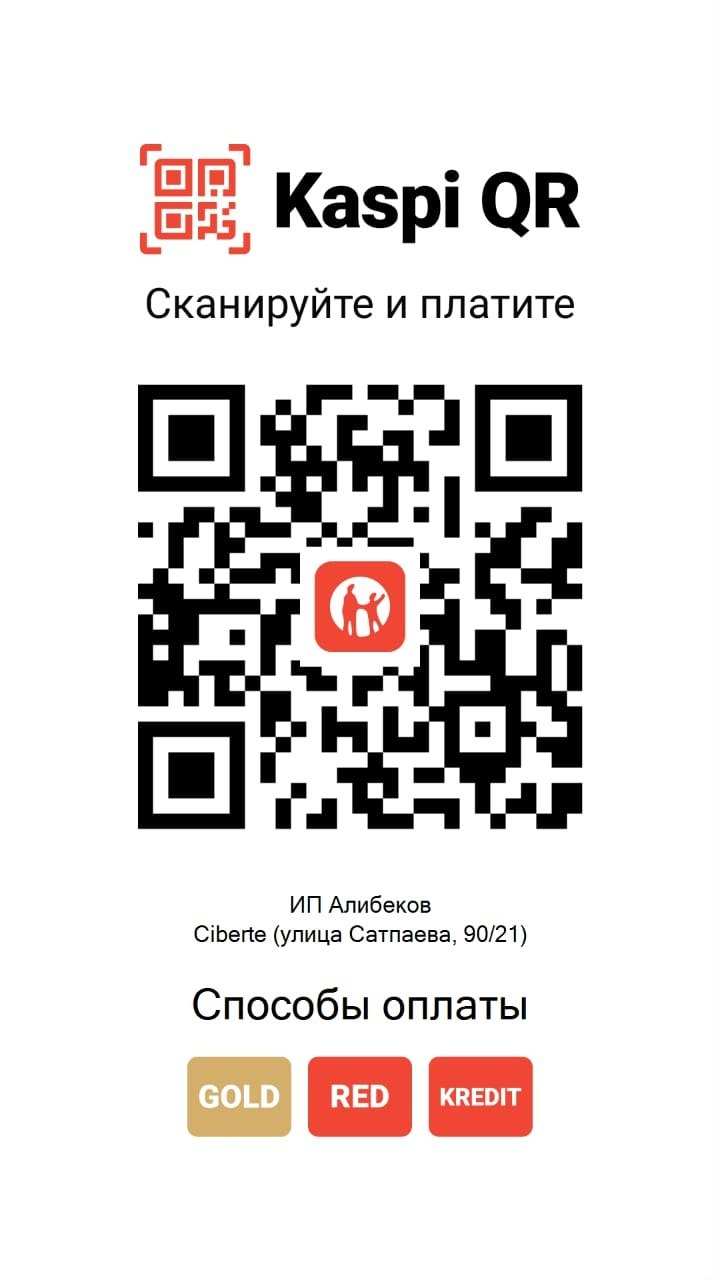 Kaspi QR
Сканируйте и платите
ИП Алибеков
Ciberte (улица Сатпаева, 90/21)
Способы оплаты
GOLD RED KREDIT